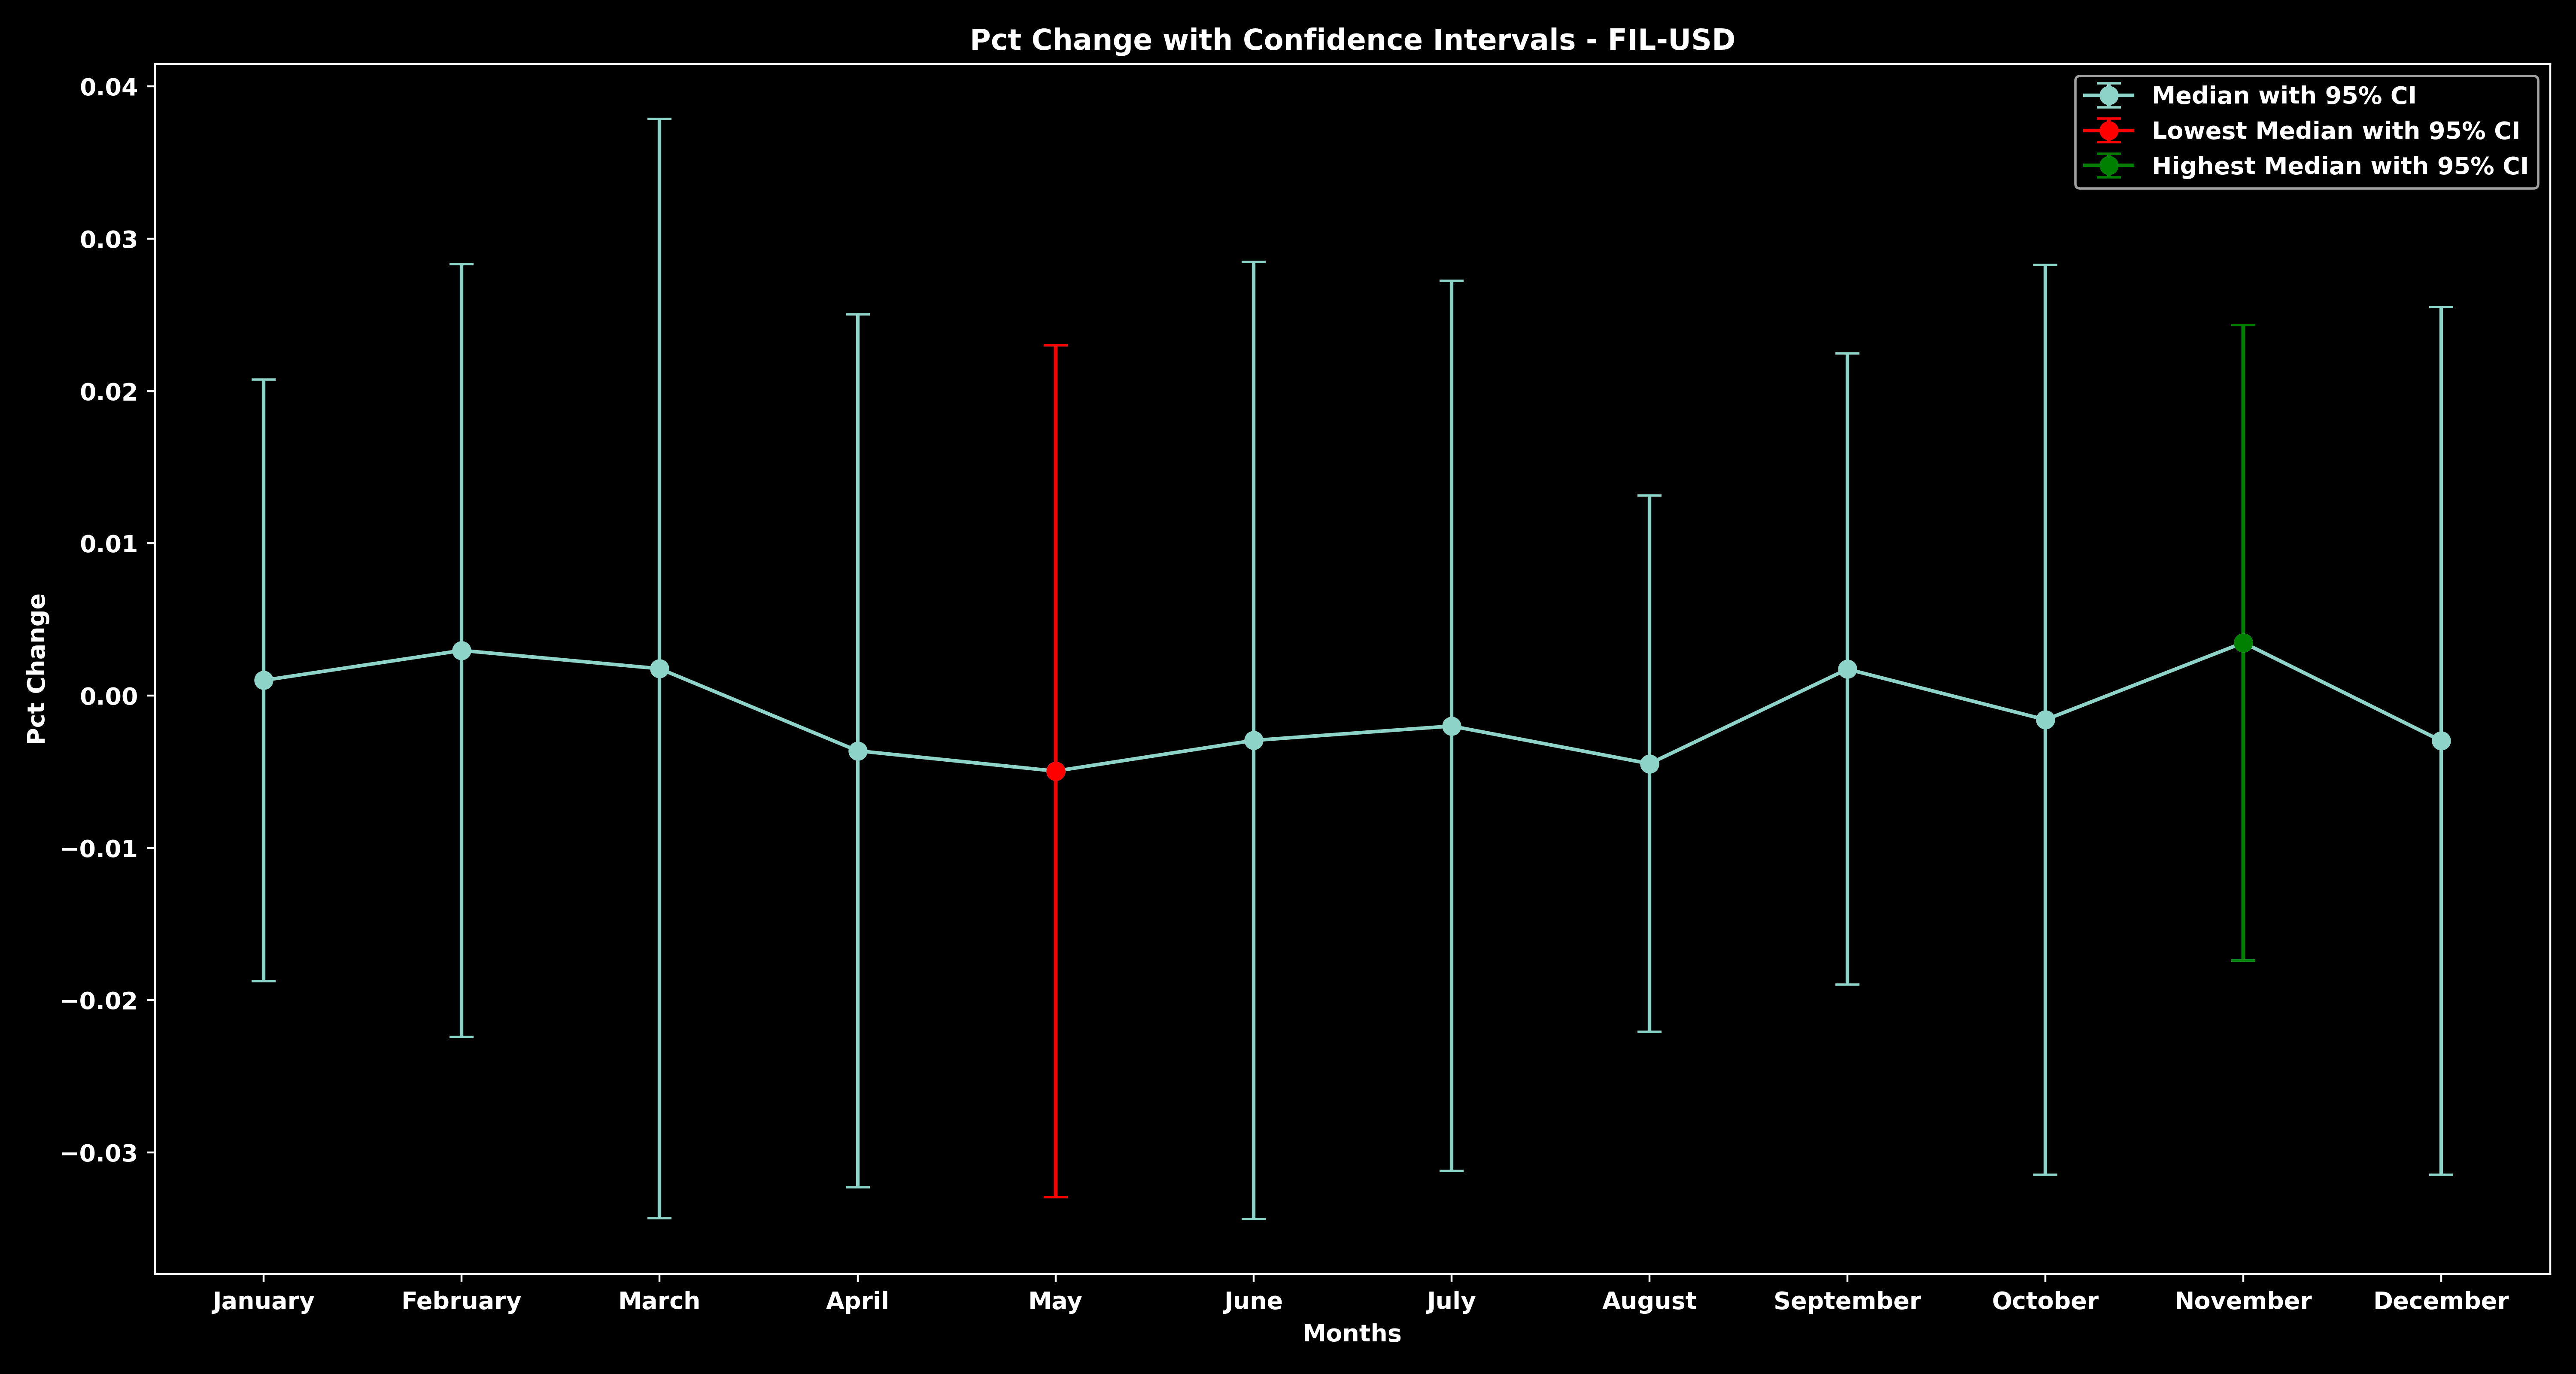 Pct Change with Confidence Intervals - FIL-USD
Median with 95% CI
Lowest Median with 95% CI
Highest Median with 95% CI
Pct Change
0.04
0.03
0.02
0.01
0.00
−0.01
−0.02
−0.03
January February March April May June July August September October November December
Months